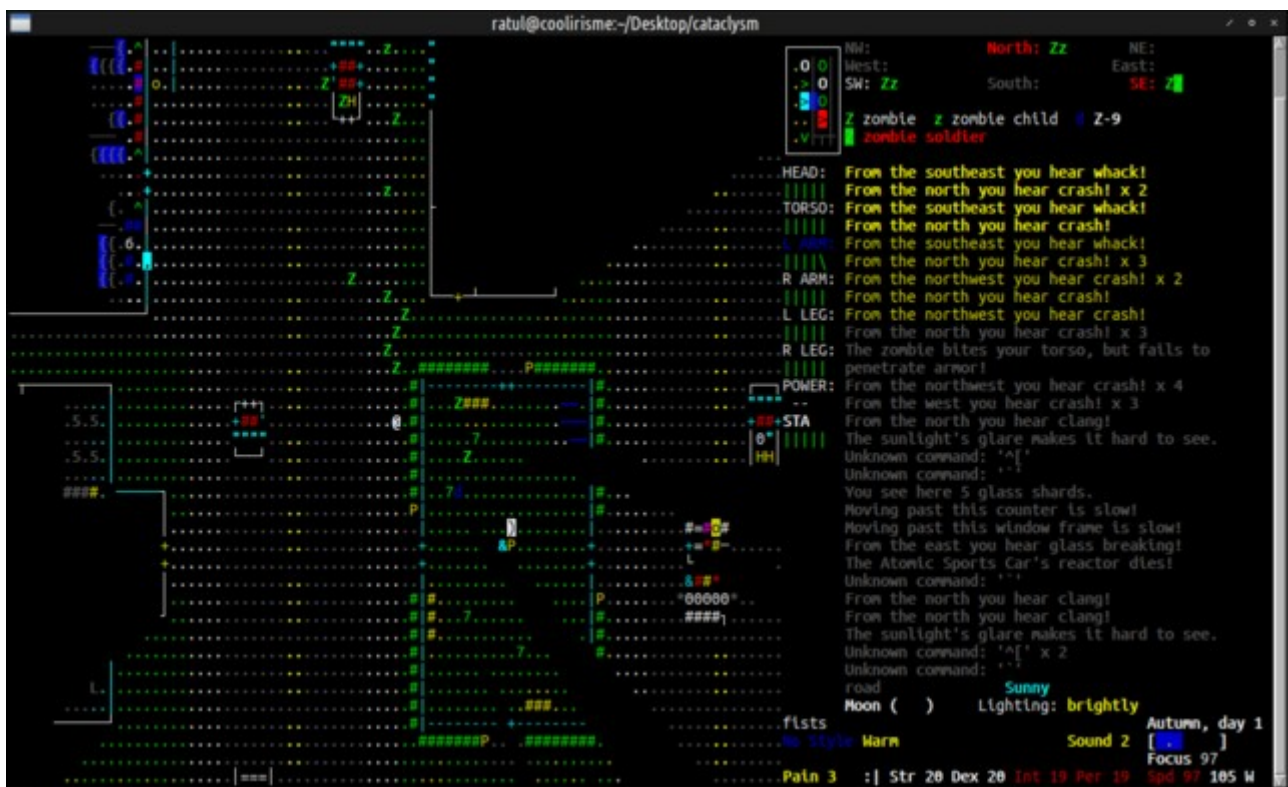 ratul@coolirisme:~/Desktop/cataclysm
NW: North: Zz NE:
West: East:
SW: Zz South: SE: Z
Z zombie z zombie child d Z-9
zombie soldier
HEAD: From the southeast you hear whack!
From the north you hear crash! x 2
TORSO: From the southeast you hear whack!
From the north you hear crash!
L ARM: From the southeast you hear whack!
From the north you hear crash! x 3
R ARM: From the northwest you hear crash! x 2
From the north you hear crash!
L LEG: From the northwest you hear crash!
From the north you hear crash! x 3
R LEG: The zombie bites your torso, but fails to
penetrate armor!
POWER: From the northwest you hear crash! x 4
-- From the west you hear crash! x 3
STA From the north you hear clang!
The sunlight's glare makes it hard to see.
Unknown command: '^['
Unknown command: '`'
You see here 5 glass shards.
Moving past this counter is slow!
Moving past this window frame is slow!
From the east you hear glass breaking!
The Atomic Sports Car's reactor dies!
Unknown command: '`'
From the north you hear clang!
From the north you hear clang!
The sunlight's glare makes it hard to see.
Unknown command: '^[' x 2
Unknown command: '`'
road Sunny
Moon ( ) Lighting: brightly
fists Autumn, day 1
No Style Warm Sound 2 [ . ]
Focus 97
Pain 3 :| Str 20 Dex 20 Int 19 Per 19 Spd 97 105 W